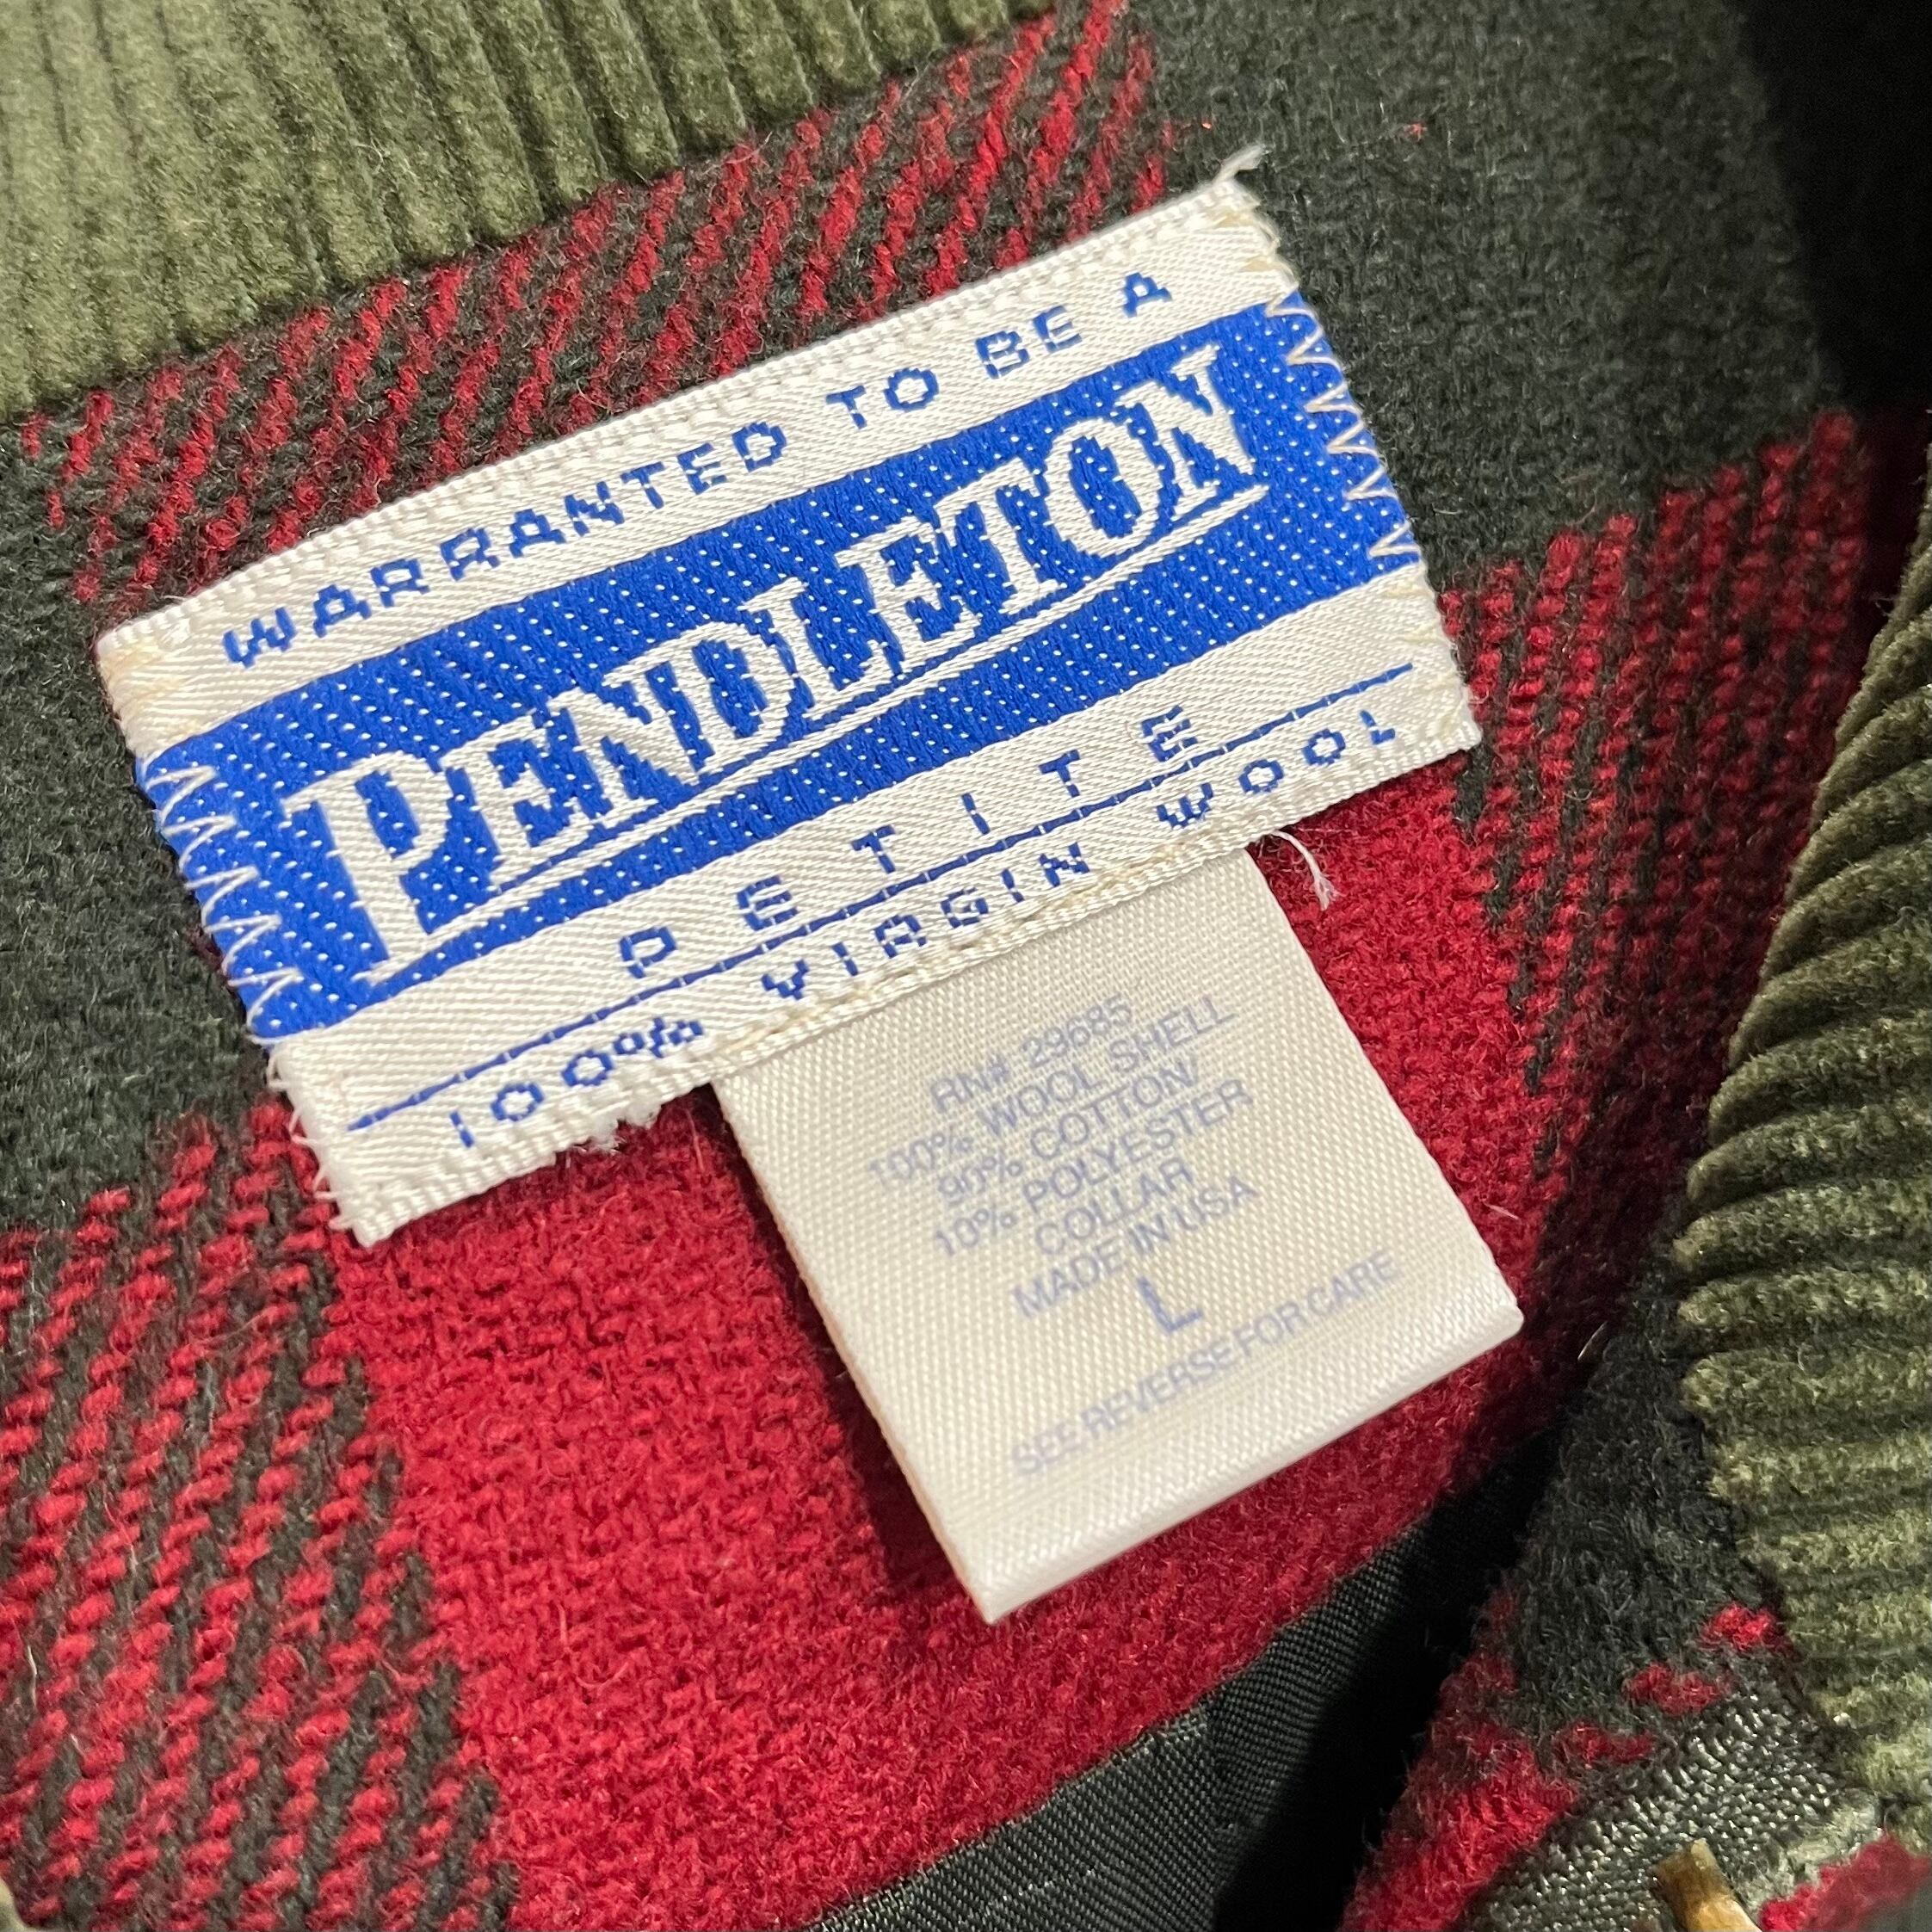 WARRANTED TO BE A
PENDLETON
PETITE
100% VIRGIN WOOL
RN# 29685
100% WOOL SHELL
90% COTTON/
10% POLYESTER
COLLAR
MADE IN USA
L
SEE REVERSE FOR CARE